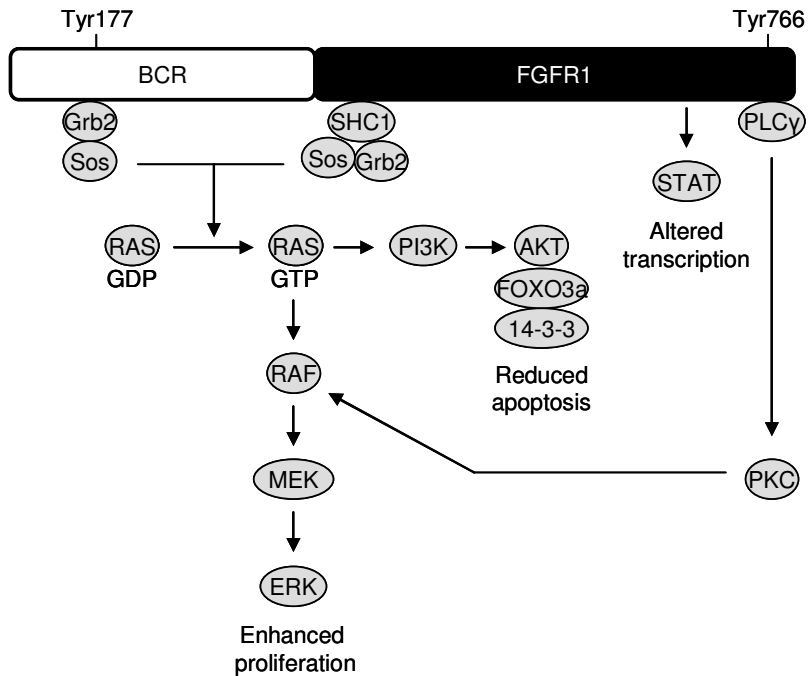 Tyr177
Tyr766
BCR
FGFR1
Grb2
SHC1
PLCγ
Sos
Sos
Grb2
STAT
Altered
transcription
RAS
RAS
PI3K
AKT
GDP
GTP
FOXO3a
14-3-3
Reduced
apoptosis
RAF
MEK
PKC
ERK
Enhanced
proliferation